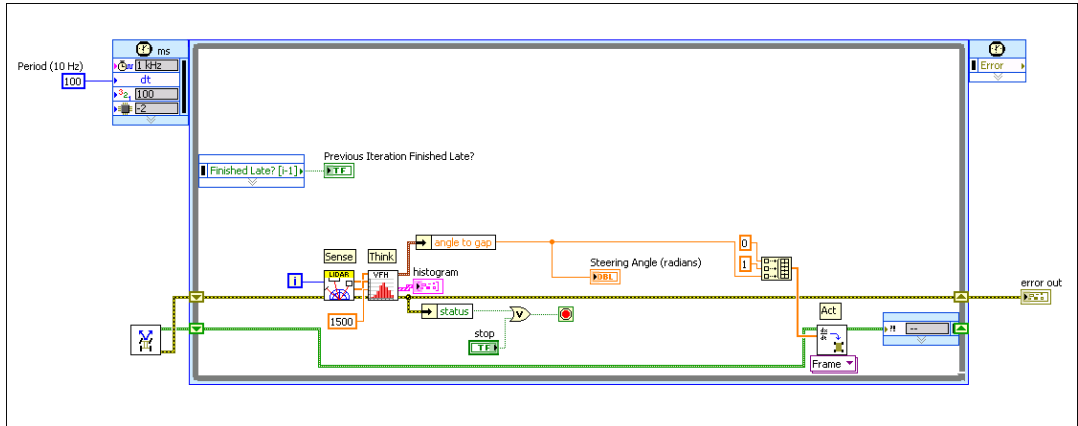 ms
Period (10 Hz)
1 kHz
100
dt
100
-2
Error
Previous Iteration Finished Late?
Finished Late? [i-1]
TF
angle to gap
0
Sense
Think
Steering Angle (radians)
1
LIDAR
VFH
histogram
DBL
i
error out
status
Act
1500
stop
TF
--
Frame